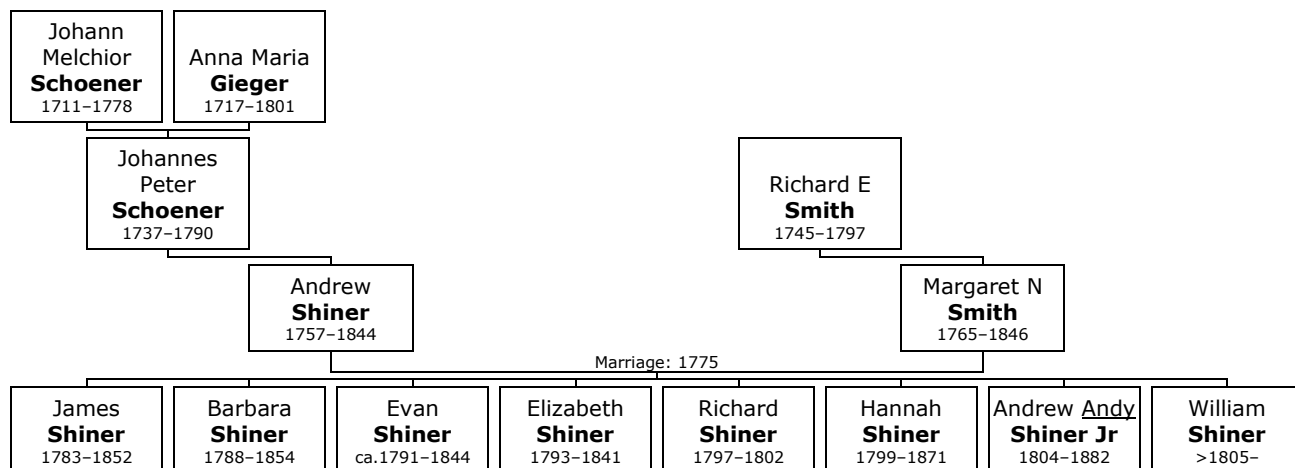 Johann
Melchior
Schoener
1711–1778
Anna Maria
Gieger
1717–1801
Johannes
Peter
Schoener
1737–1790
Richard E
Smith
1745–1797
Andrew
Shiner
1757–1844
Margaret N
Smith
1765–1846
Marriage: 1775
James
Shiner
1783–1852
Barbara
Shiner
1788–1854
Evan
Shiner
ca.1791–1844
Elizabeth
Shiner
1793–1841
Richard
Shiner
1797–1802
Hannah
Shiner
1799–1871
Andrew Andy
Shiner Jr
1804–1882
William
Shiner
>1805–